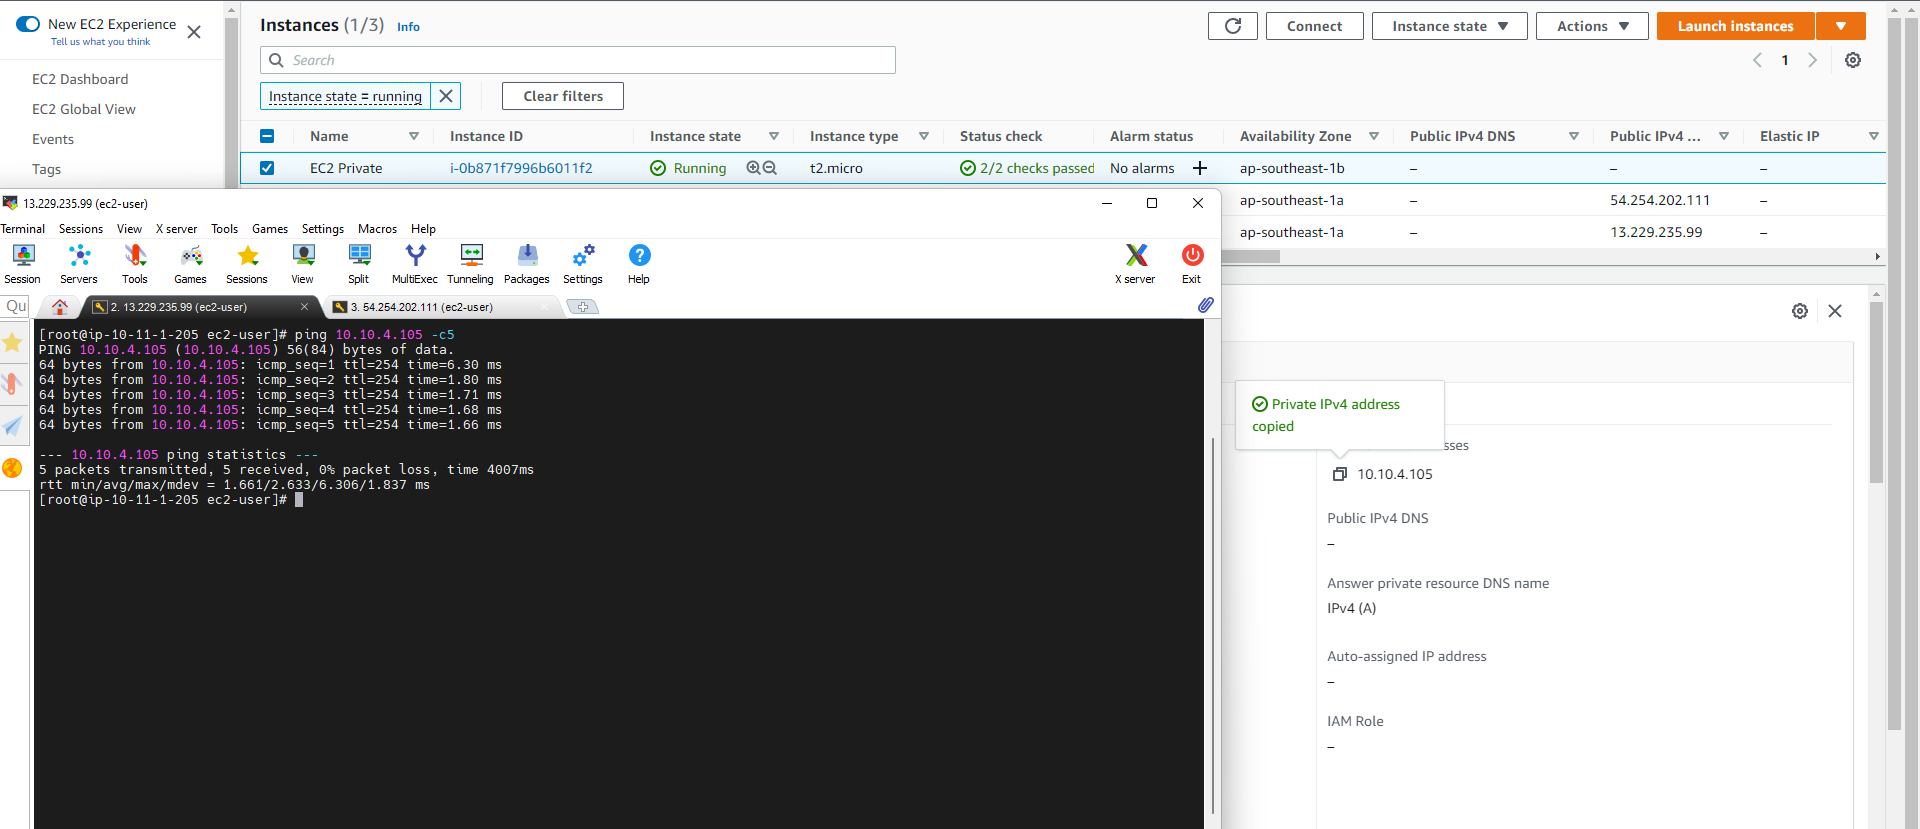 New EC2 Experience
Tell us what you think
EC2 Dashboard
EC2 Global View
Events
Tags
Instances (1/3) Info
Connect
Instance state
Actions
Launch instances
Search
1
Instance state = running
Clear filters
Name Instance ID Instance state Instance type Status check Alarm status Availability Zone Public IPv4 DNS Public IPv4 ... Elastic IP
EC2 Private i-0b871f7996b6011f2 Running t2.micro 2/2 checks passed No alarms + ap-southeast-1b – – –
ap-southeast-1a – 54.254.202.111 –
ap-southeast-1a – 13.229.235.99 –
13.229.235.99 (ec2-user)
Terminal Sessions View X server Tools Games Settings Macros Help
Session Servers Tools Games Sessions View Split MultiExec Tunneling Packages Settings Help X server Exit
Qu
2. 13.229.235.99 (ec2-user)
3. 54.254.202.111 (ec2-user)
[root@ip-10-11-1-205 ec2-user]# ping 10.10.4.105 -c5
PING 10.10.4.105 (10.10.4.105) 56(84) bytes of data.
64 bytes from 10.10.4.105: icmp_seq=1 ttl=254 time=6.30 ms
64 bytes from 10.10.4.105: icmp_seq=2 ttl=254 time=1.80 ms
64 bytes from 10.10.4.105: icmp_seq=3 ttl=254 time=1.71 ms
64 bytes from 10.10.4.105: icmp_seq=4 ttl=254 time=1.68 ms
64 bytes from 10.10.4.105: icmp_seq=5 ttl=254 time=1.66 ms
--- 10.10.4.105 ping statistics ---
5 packets transmitted, 5 received, 0% packet loss, time 4007ms
rtt min/avg/max/mdev = 1.661/2.633/6.306/1.837 ms
[root@ip-10-11-1-205 ec2-user]#
Private IPv4 address
copied
sses
10.10.4.105
Public IPv4 DNS
–
Answer private resource DNS name
IPv4 (A)
Auto-assigned IP address
–
IAM Role
–